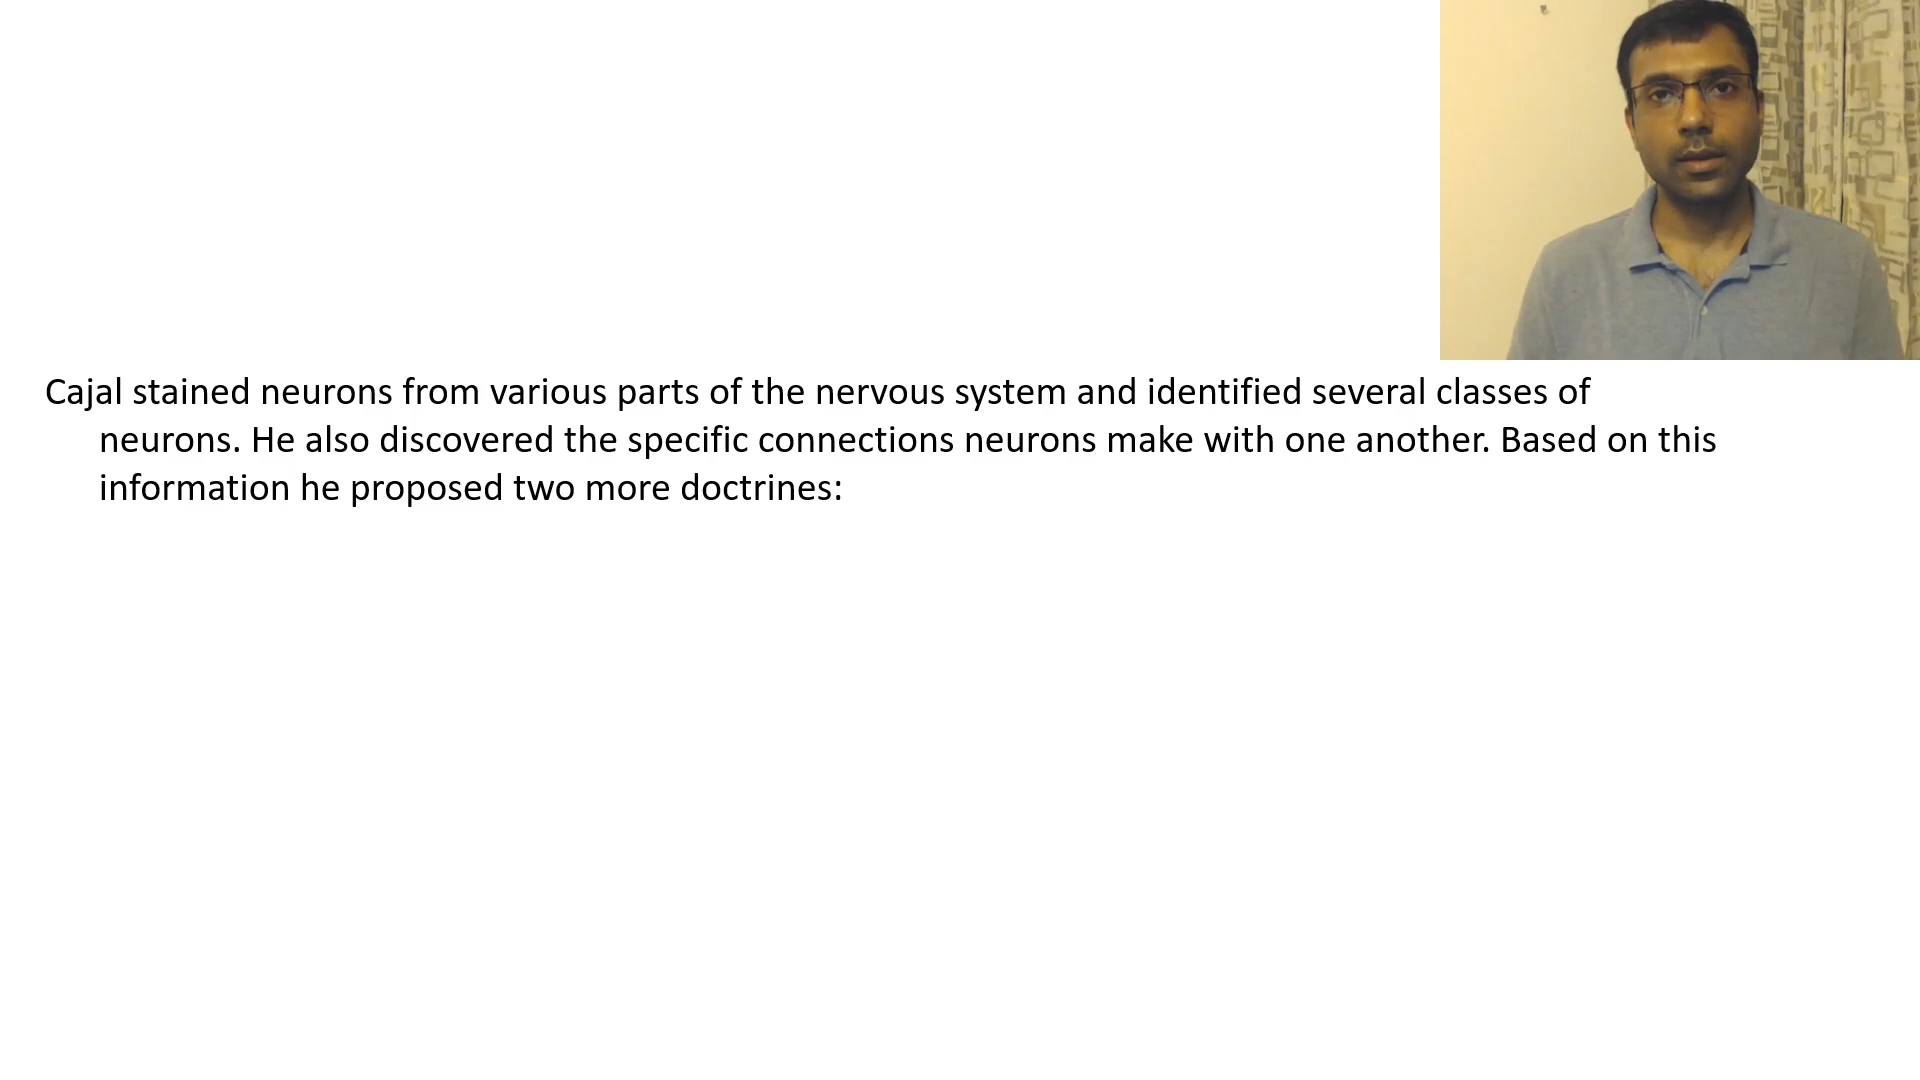 Cajal stained neurons from various parts of the nervous system and identified several classes of
neurons. He also discovered the specific connections neurons make with one another. Based on this
information he proposed two more doctrines: